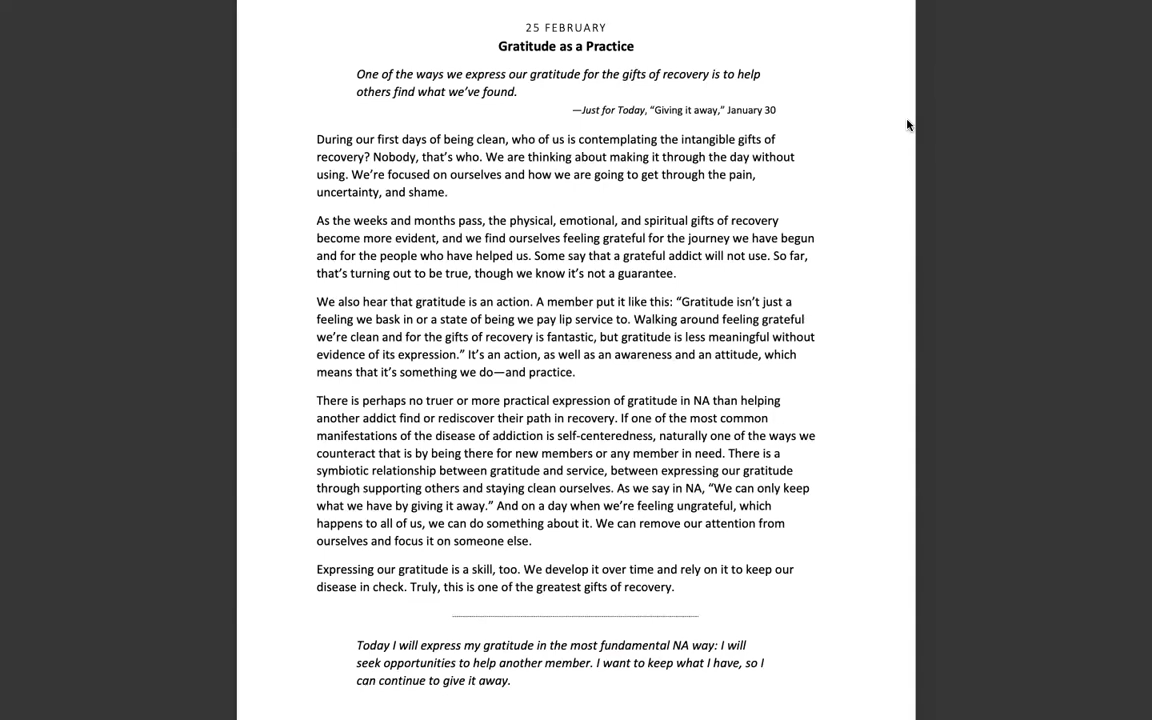 25 FEBRUARY
Gratitude as a Practice
One of the ways we express our gratitude for the gifts of recovery is to help
others find what we’ve found.
—Just for Today, “Giving it away,” January 30
During our first days of being clean, who of us is contemplating the intangible gifts of
recovery? Nobody, that’s who. We are thinking about making it through the day without
using. We’re focused on ourselves and how we are going to get through the pain,
uncertainty, and shame.
As the weeks and months pass, the physical, emotional, and spiritual gifts of recovery
become more evident, and we find ourselves feeling grateful for the journey we have begun
and for the people who have helped us. Some say that a grateful addict will not use. So far,
that’s turning out to be true, though we know it’s not a guarantee.
We also hear that gratitude is an action. A member put it like this: “Gratitude isn’t just a
feeling we bask in or a state of being we pay lip service to. Walking around feeling grateful
we’re clean and for the gifts of recovery is fantastic, but gratitude is less meaningful without
evidence of its expression.” It’s an action, as well as an awareness and an attitude, which
means that it’s something we do—and practice.
There is perhaps no truer or more practical expression of gratitude in NA than helping
another addict find or rediscover their path in recovery. If one of the most common
manifestations of the disease of addiction is self-centeredness, naturally one of the ways we
counteract that is by being there for new members or any member in need. There is a
symbiotic relationship between gratitude and service, between expressing our gratitude
through supporting others and staying clean ourselves. As we say in NA, “We can only keep
what we have by giving it away.” And on a day when we’re feeling ungrateful, which
happens to all of us, we can do something about it. We can remove our attention from
ourselves and focus it on someone else.
Expressing our gratitude is a skill, too. We develop it over time and rely on it to keep our
disease in check. Truly, this is one of the greatest gifts of recovery.
Today I will express my gratitude in the most fundamental NA way: I will
seek opportunities to help another member. I want to keep what I have, so I
can continue to give it away.